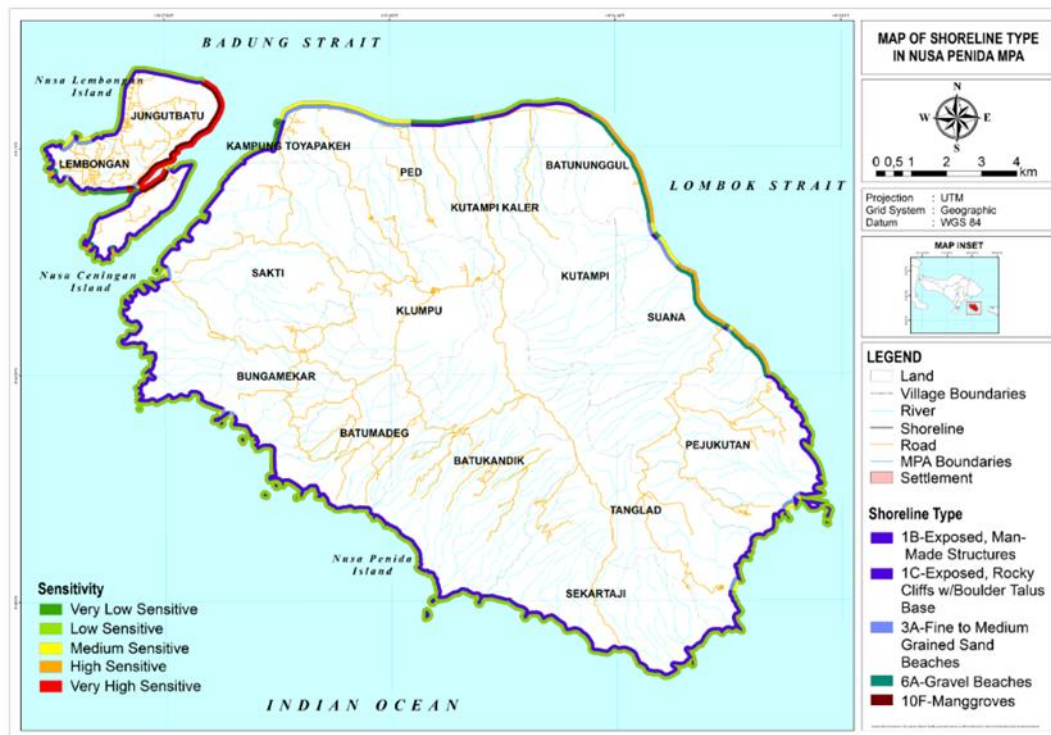 MAP OF SHORELINE TYPE
IN NUSA PENIDA MPA
N
W E
S
0 0,5 1 2 3 4
km
Projection : UTM
Grid System : Geographic
Datum : WGS 84
MAP INSET
LEGEND
Land
Village Boundaries
River
Shoreline
Road
MPA Boundaries
Settlement
Shoreline Type
1B-Exposed, Man-
Made Structures
1C-Exposed, Rocky
Cliffs w/Boulder Talus
Base
3A-Fine to Medium
Grained Sand
Beaches
6A-Gravel Beaches
10F-Manggroves
BADUNG STRAIT
Nusa Lembongan
Island
JUNGUTBATU
LEMBONGAN
KAMPUNG TOYAPAKEH
PED
BATUNUNGGUL
LOMBOK STRAIT
KUTAMPI KALER
Nusa Ceningan
Island
SAKTI
KUTAMPI
KLUMPU
SUANA
BUNGAMEKAR
BATUMADEG
BATUKANDIK
PEJUKUTAN
TANGLAD
Nusa Penida
Island
SEKARTAJI
Sensitivity
Very Low Sensitive
Low Sensitive
Medium Sensitive
High Sensitive
Very High Sensitive
INDIAN OCEAN